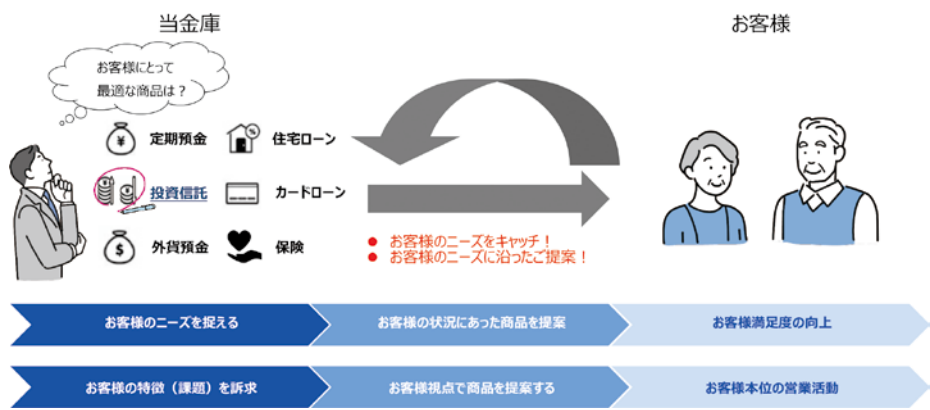 当金庫
お客様
お客様にとって
最適な商品は？
定期預金
住宅ローン
投資信託
カードローン
外貨預金
保険
● お客様のニーズをキャッチ！
● お客様のニーズに沿ったご提案！
お客様のニーズを捉える
お客様の状況にあった商品を提案
お客様満足度の向上
お客様の特徴（課題）を訴求
お客様視点で商品を提案する
お客様本位の営業活動